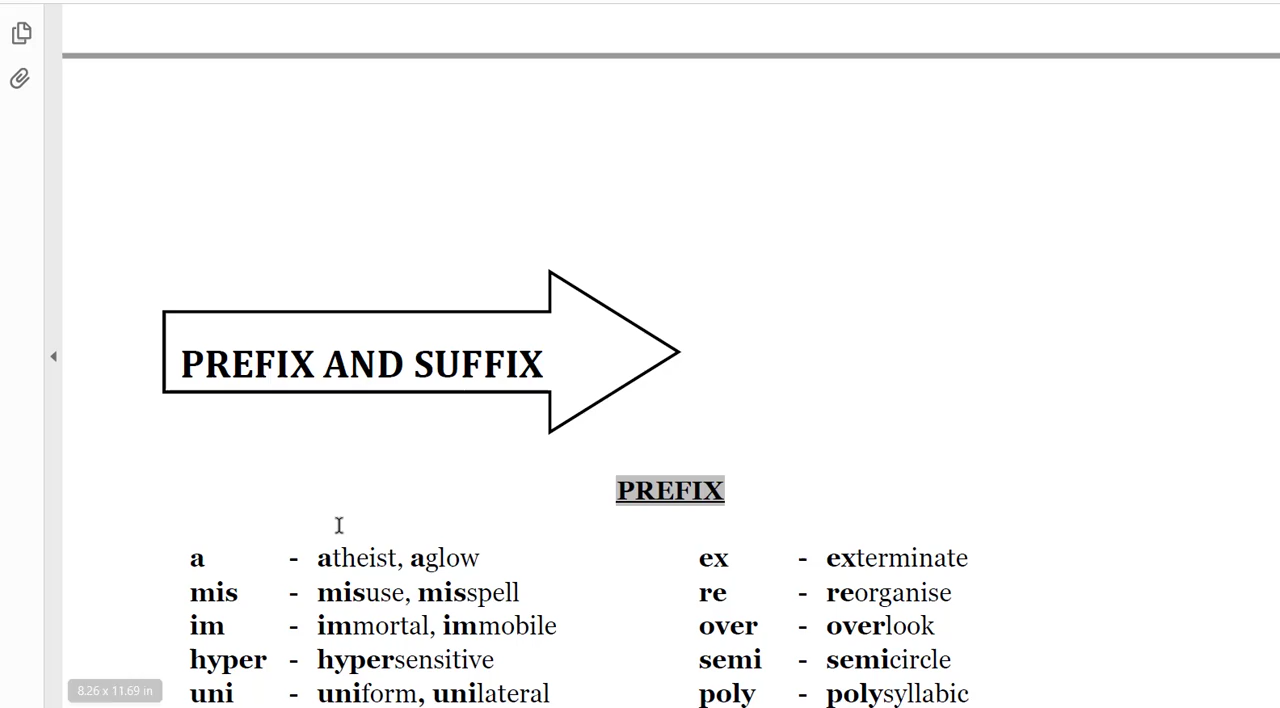 PREFIX AND SUFFIX
PREFIX
a - atheist, aglow ex - exterminate
mis - misuse, misspell re - reorganise
im - immortal, immobile over - overlook
hyper - hypersensitive semi - semicircle
uni - uniform, unilateral poly - polysyllabic
8.26 x 11.69 in